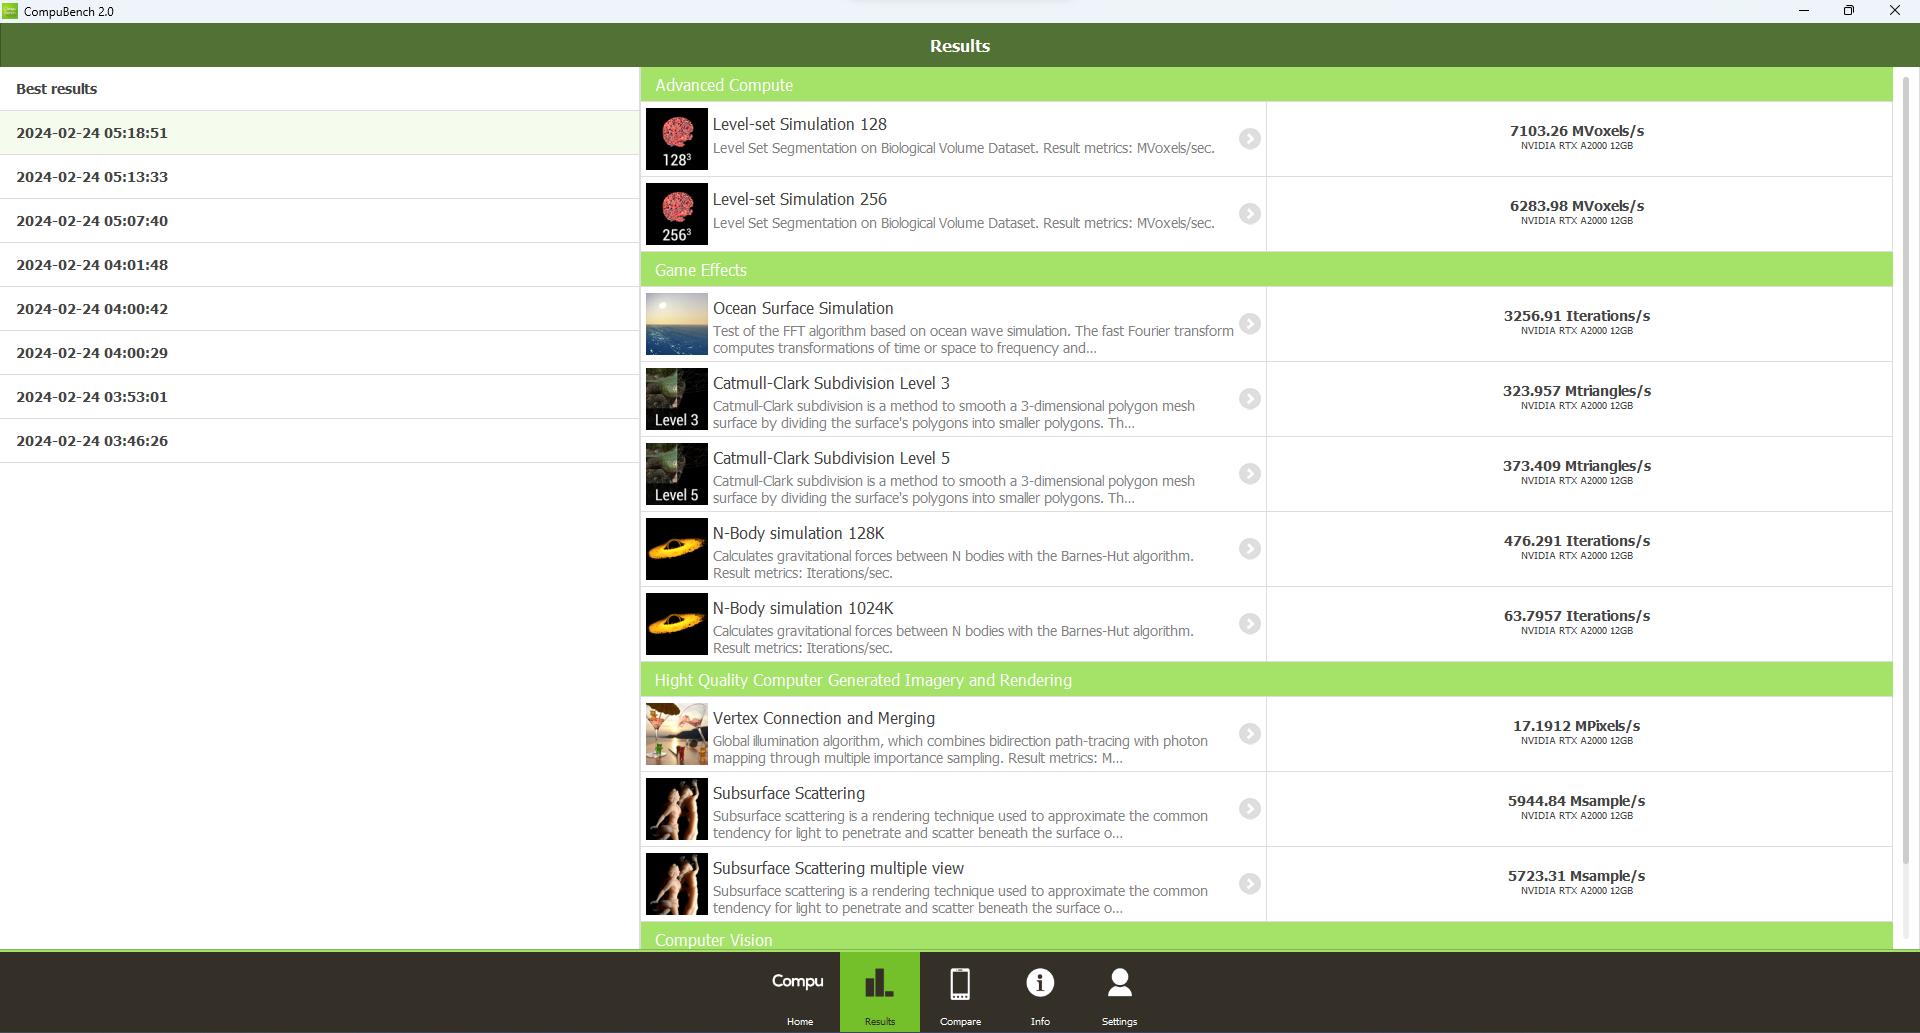 CompuBench 2.0
Results
Best results
2024-02-24 05:18:51
2024-02-24 05:13:33
2024-02-24 05:07:40
2024-02-24 04:01:48
2024-02-24 04:00:42
2024-02-24 04:00:29
2024-02-24 03:53:01
2024-02-24 03:46:26
Advanced Compute
128³
Level-set Simulation 128
Level Set Segmentation on Biological Volume Dataset. Result metrics: MVoxels/sec.
7103.26 MVoxels/s
NVIDIA RTX A2000 12GB
256³
Level-set Simulation 256
Level Set Segmentation on Biological Volume Dataset. Result metrics: MVoxels/sec.
6283.98 MVoxels/s
NVIDIA RTX A2000 12GB
Game Effects
Ocean Surface Simulation
Test of the FFT algorithm based on ocean wave simulation. The fast Fourier transform
computes transformations of time or space to frequency and...
3256.91 Iterations/s
NVIDIA RTX A2000 12GB
Level 3
Catmull-Clark Subdivision Level 3
Catmull-Clark subdivision is a method to smooth a 3-dimensional polygon mesh
surface by dividing the surface's polygons into smaller polygons. Th...
323.957 Mtriangles/s
NVIDIA RTX A2000 12GB
Level 5
Catmull-Clark Subdivision Level 5
Catmull-Clark subdivision is a method to smooth a 3-dimensional polygon mesh
surface by dividing the surface's polygons into smaller polygons. Th...
373.409 Mtriangles/s
NVIDIA RTX A2000 12GB
N-Body simulation 128K
Calculates gravitational forces between N bodies with the Barnes-Hut algorithm.
Result metrics: Iterations/sec.
476.291 Iterations/s
NVIDIA RTX A2000 12GB
N-Body simulation 1024K
Calculates gravitational forces between N bodies with the Barnes-Hut algorithm.
Result metrics: Iterations/sec.
63.7957 Iterations/s
NVIDIA RTX A2000 12GB
Hight Quality Computer Generated Imagery and Rendering
Vertex Connection and Merging
Global illumination algorithm, which combines bidirection path-tracing with photon
mapping through multiple importance sampling. Result metrics: M...
17.1912 MPixels/s
NVIDIA RTX A2000 12GB
Subsurface Scattering
Subsurface scattering is a rendering technique used to approximate the common
tendency for light to penetrate and scatter beneath the surface o...
5944.84 Msample/s
NVIDIA RTX A2000 12GB
Subsurface Scattering multiple view
Subsurface scattering is a rendering technique used to approximate the common
tendency for light to penetrate and scatter beneath the surface o...
5723.31 Msample/s
NVIDIA RTX A2000 12GB
Computer Vision
Compu
Home
Results
Compare
Info
Settings